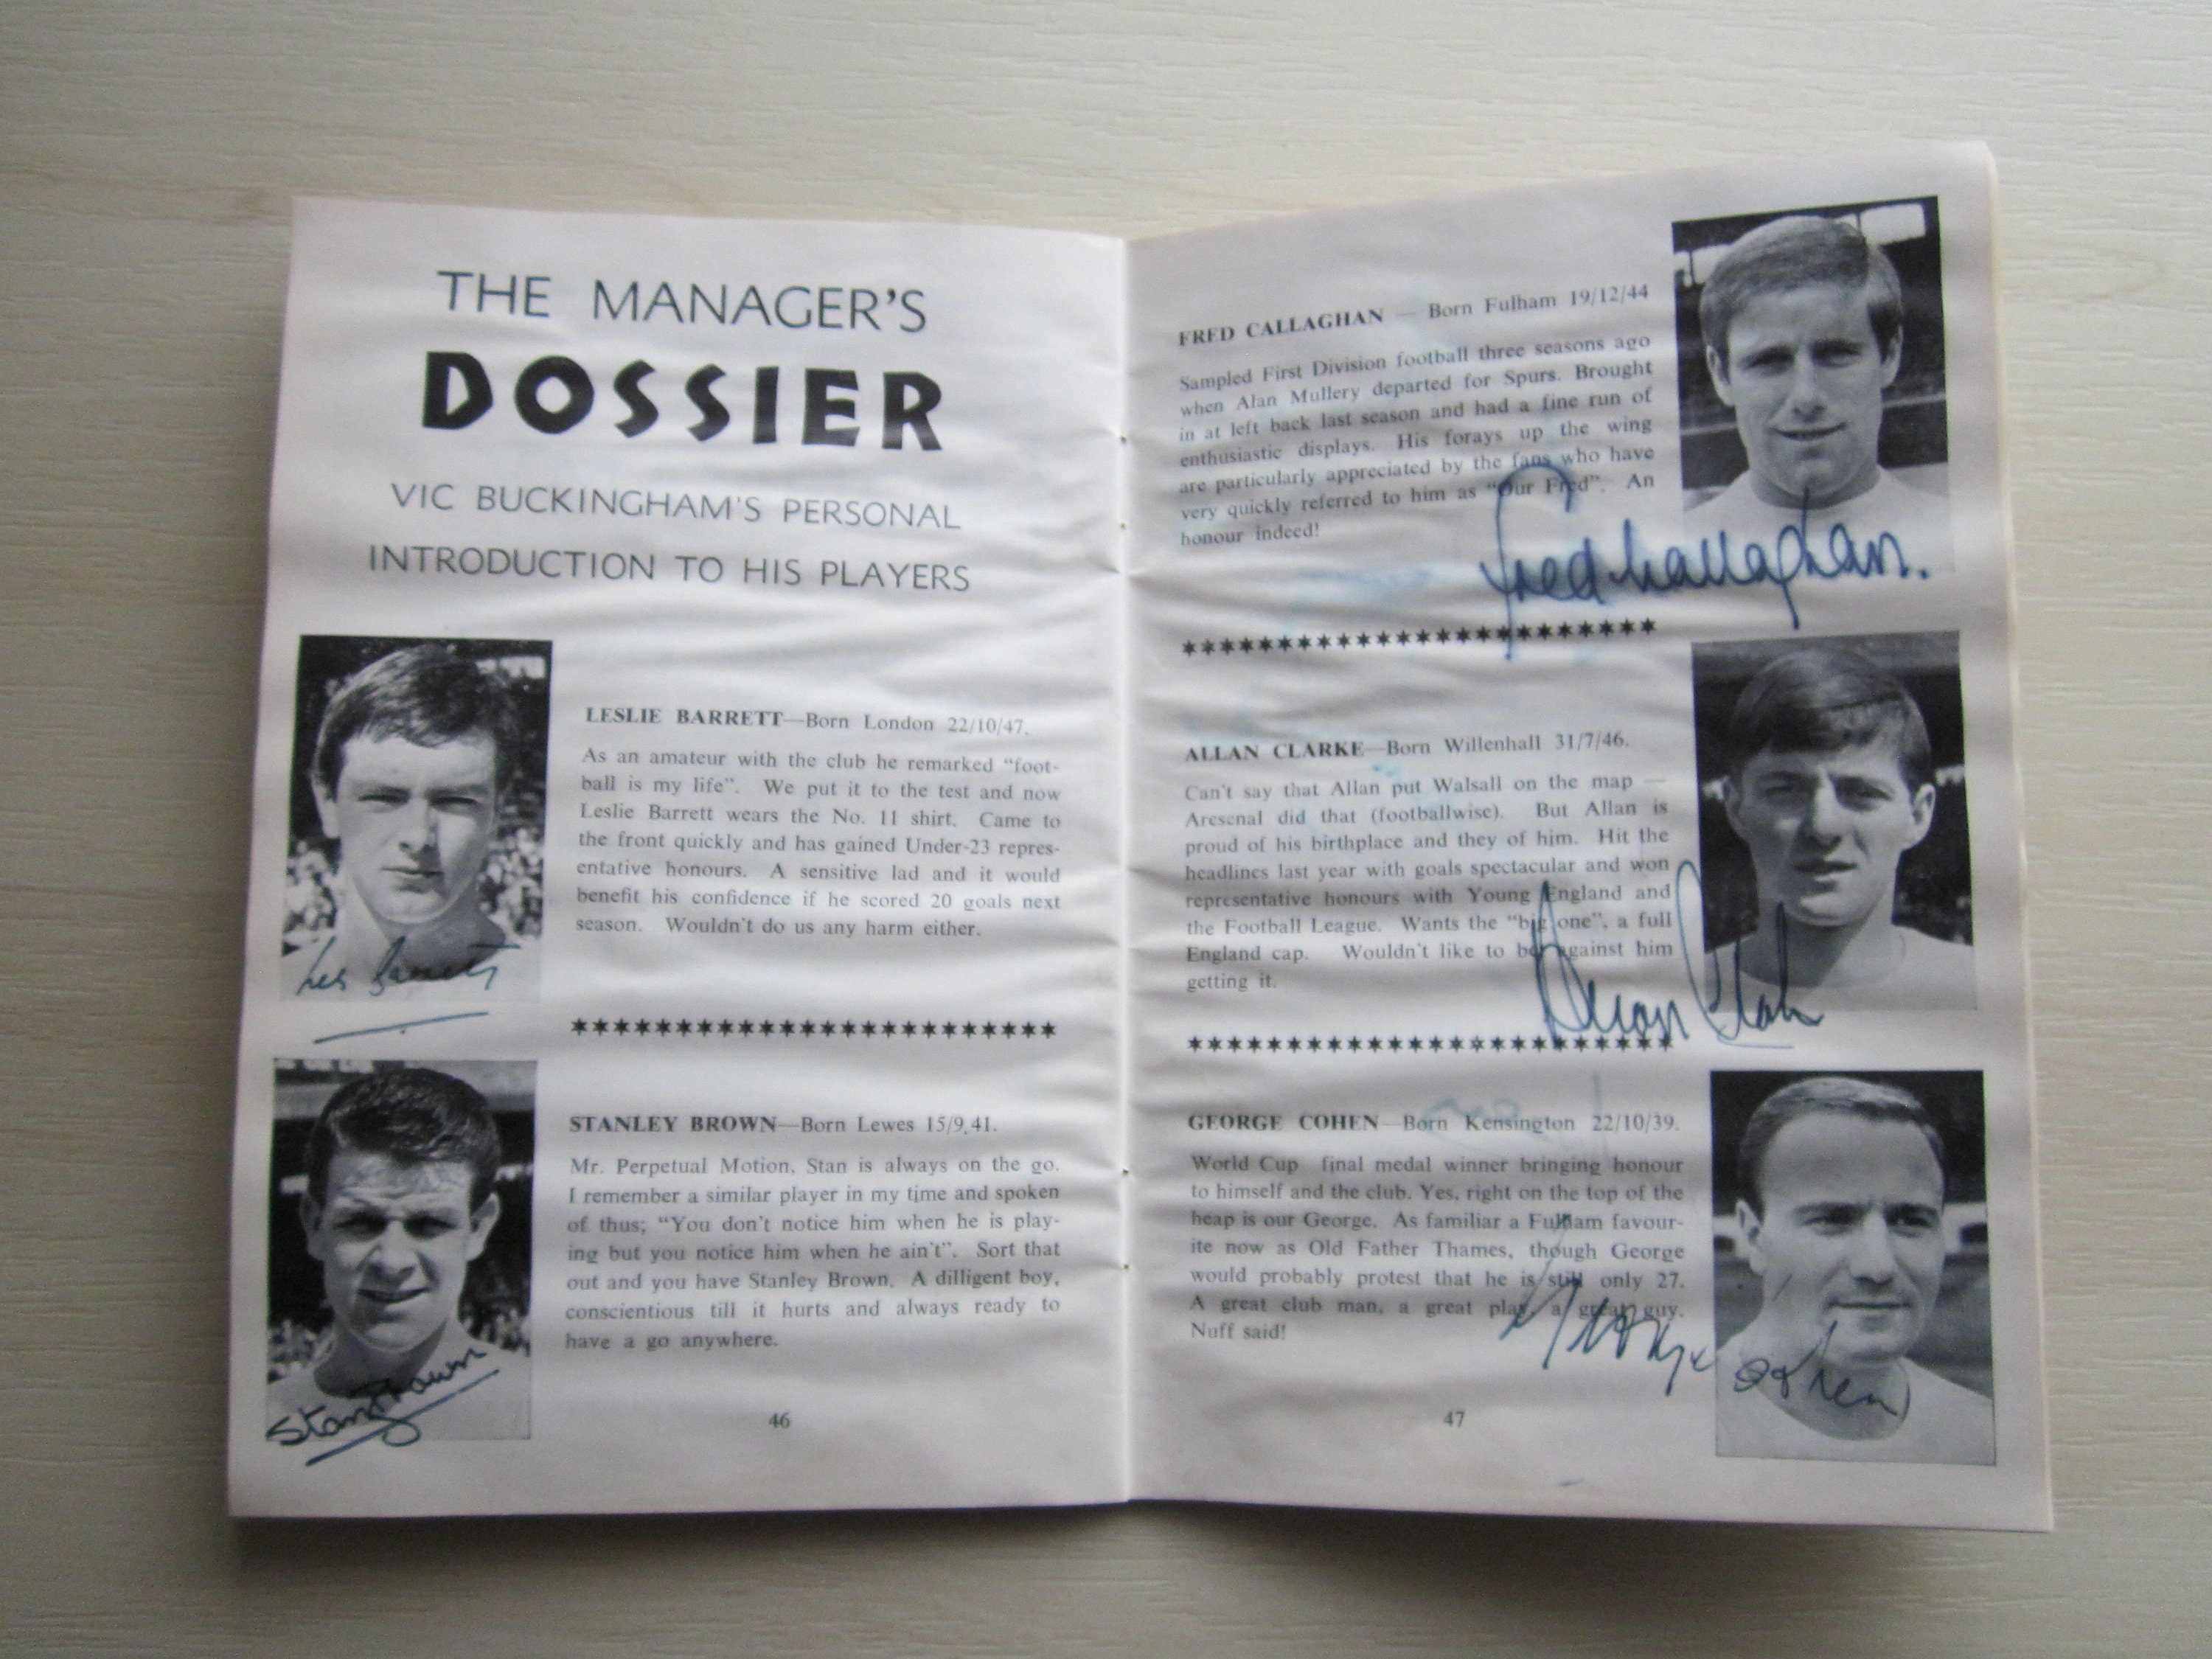 THE MANAGER'S
DOSSIER
VIC BUCKINGHAM'S PERSONAL
INTRODUCTION TO HIS PLAYERS
LESLIE BARRETT—Born London 22/10/47.
As an amateur with the club he remarked "foot-
ball is my life". We put it to the test and now
Leslie Barrett wears the No. 11 shirt. Came to
the front quickly and has gained Under-23 repres-
entative honours. A sensitive lad and it would
benefit his confidence if he scored 20 goals next
season. Wouldn't do us any harm either.
Les Barrett
*************************
STANLEY BROWN—Born Lewes 15/9.41.
Mr. Perpetual Motion, Stan is always on the go.
I remember a similar player in my time and spoken
of thus; "You don't notice him when he is play-
ing but you notice him when he ain't". Sort that
out and you have Stanley Brown. A dilligent boy,
conscientious till it hurts and always ready to
have a go anywhere.
Stan Brown
46
FRED CALLAGHAN — Born Fulham 19/12/44
Sampled First Division football three seasons ago
when Alan Mullery departed for Spurs. Brought
in at left back last season and had a fine run of
enthusiastic displays. His forays up the wing
are particularly appreciated by the fans who have
very quickly referred to him as "Our Fred". An
honour indeed!
Fred Callaghan.
*************************
ALLAN CLARKE—Born Willenhall 31/7/46.
Can't say that Allan put Walsall on the map —
Aresenal did that (footballwise). But Allan is
proud of his birthplace and they of him. Hit the
headlines last year with goals spectacular and won
representative honours with Young England and
the Football League. Wants the "big one", a full
England cap. Wouldn't like to bet against him
getting it.
Allan Clarke
*************************
GEORGE COHEN—Born Kensington 22/10/39.
World Cup final medal winner bringing honour
to himself and the club. Yes, right on the top of the
heap is our George. As familiar a Fulham favour-
ite now as Old Father Thames, though George
would probably protest that he is still only 27.
A great club man, a great play, a great guy.
Nuff said!
George Cohen
47